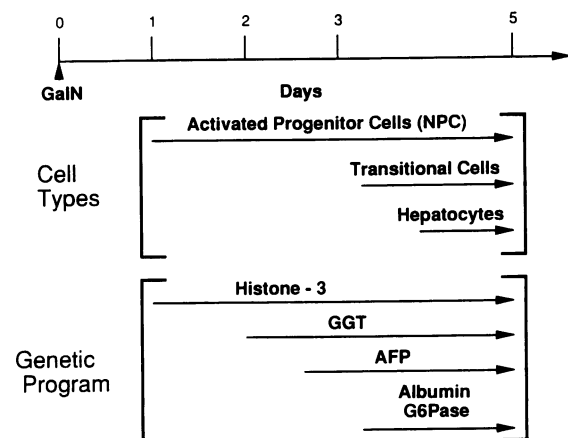 0 1 2 3 5
GalN Days
Activated Progenitor Cells (NPC)
Cell
Types
Transitional Cells
Hepatocytes
Histone - 3
GGT
Genetic
Program
AFP
Albumin
G6Pase